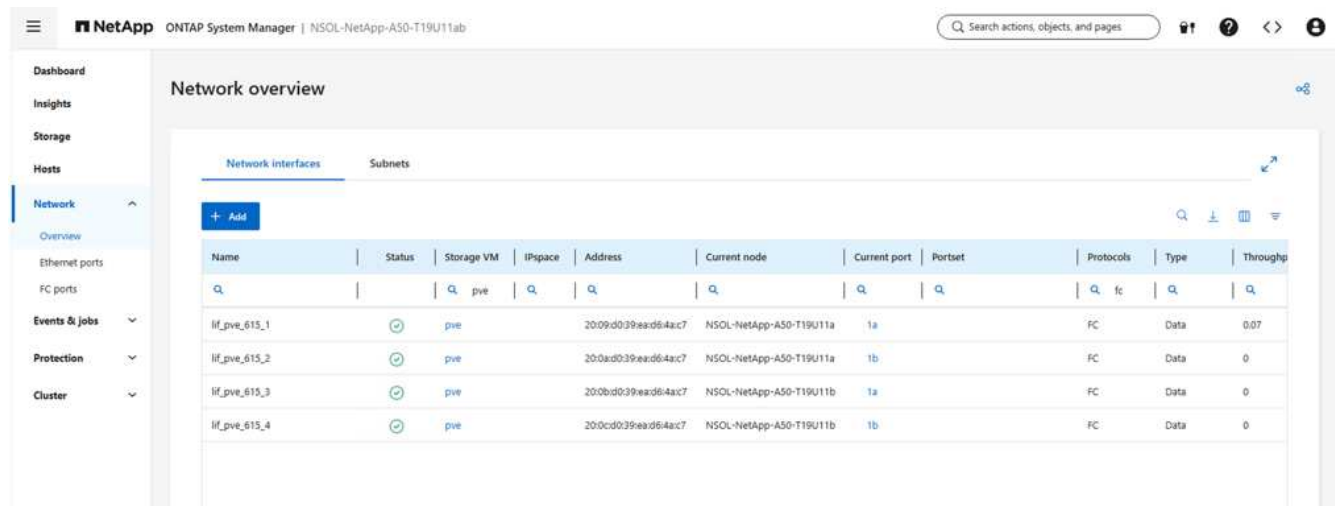 NetApp ONTAP System Manager | NSOL-NetApp-A50-T19U11ab Search actions, objects, and pages
Dashboard
Insights
Storage
Hosts
Network
Overview
Ethernet ports
FC ports
Events & jobs
Protection
Cluster
Network overview
Network interfaces Subnets
+ Add
Name Status Storage VM IPspace Address Current node Current port Portset Protocols Type Throughp
pve fc
lif_pve_615_1 pve 20:09:d0:39:ea:d6:4a:c7 NSOL-NetApp-A50-T19U11a 1a FC Data 0.07
lif_pve_615_2 pve 20:0a:d0:39:ea:d6:4a:c7 NSOL-NetApp-A50-T19U11a 1b FC Data 0
lif_pve_615_3 pve 20:0b:d0:39:ea:d6:4a:c7 NSOL-NetApp-A50-T19U11b 1a FC Data 0
lif_pve_615_4 pve 20:0c:d0:39:ea:d6:4a:c7 NSOL-NetApp-A50-T19U11b 1b FC Data 0